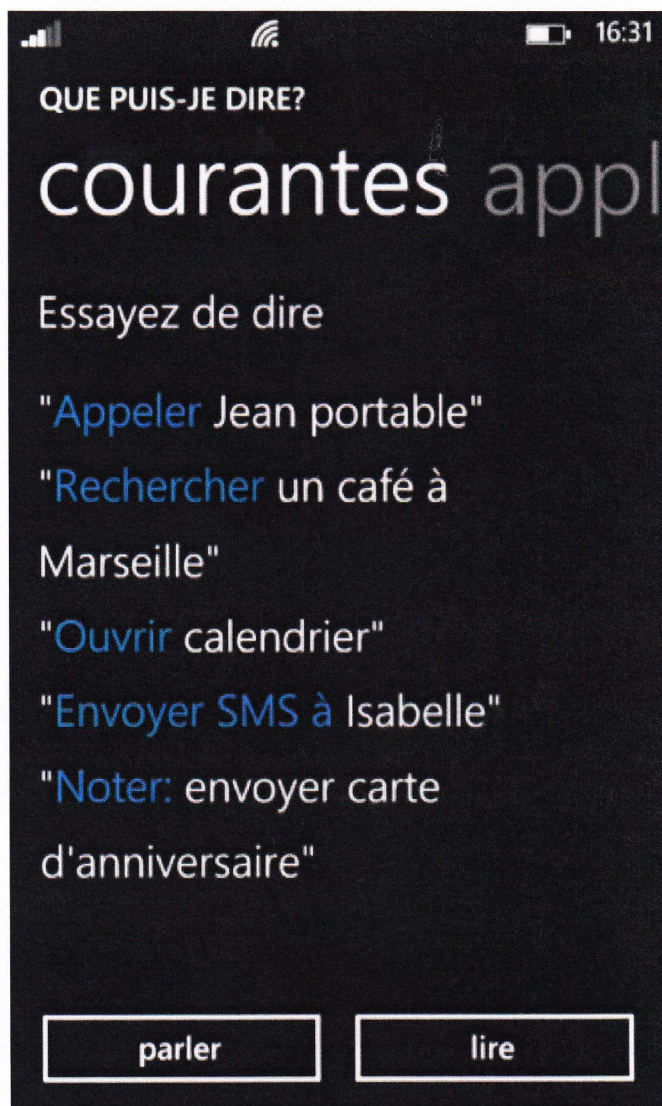 16:31
QUE PUIS-JE DIRE?
courantes appl
Essayez de dire
"Appeler Jean portable"
"Rechercher un café à
Marseille"
"Ouvrir calendrier"
"Envoyer SMS à Isabelle"
"Noter: envoyer carte
d'anniversaire"
parler lire